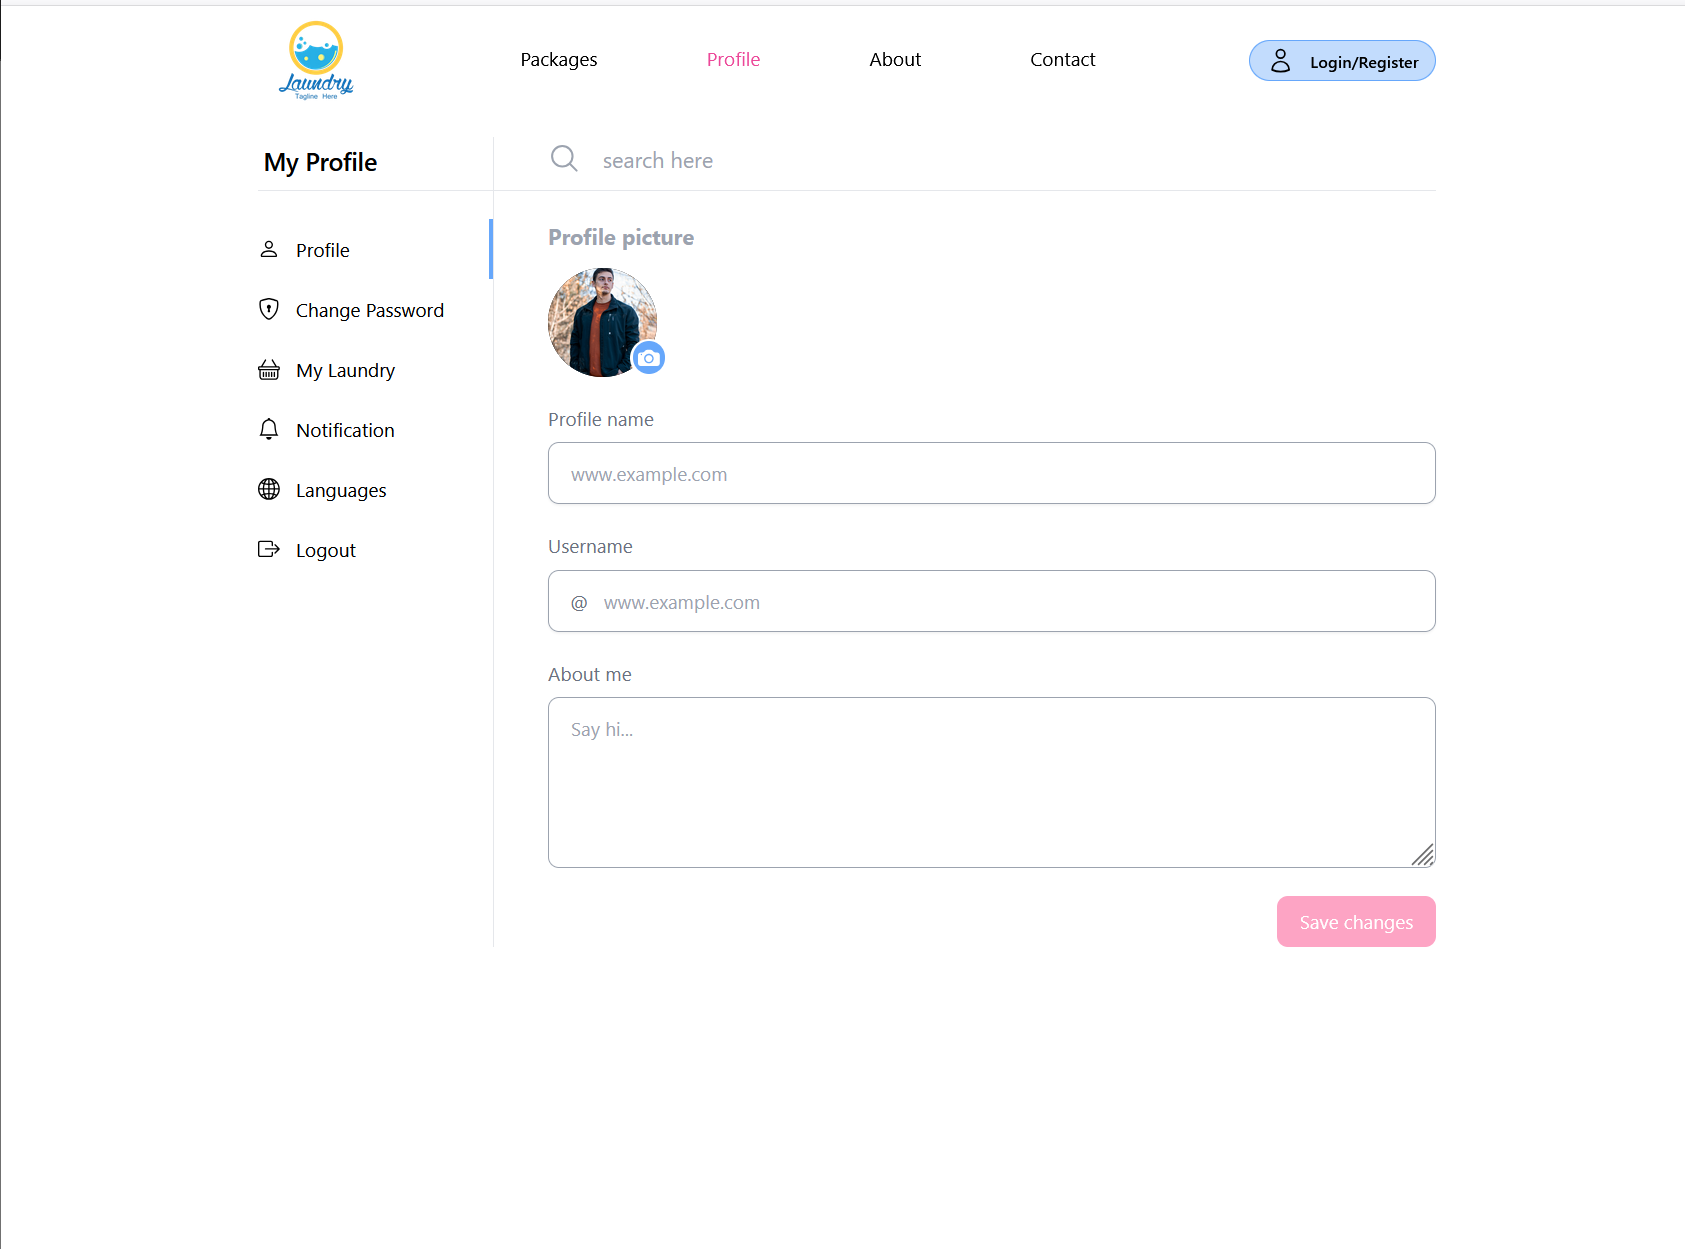 Laundry
Tagline Here
Packages
Profile
About
Contact
Login/Register
My Profile
search here
Profile
Change Password
My Laundry
Notification
Languages
Logout
Profile picture
Profile name
www.example.com
Username
@ www.example.com
About me
Say hi...
Save changes